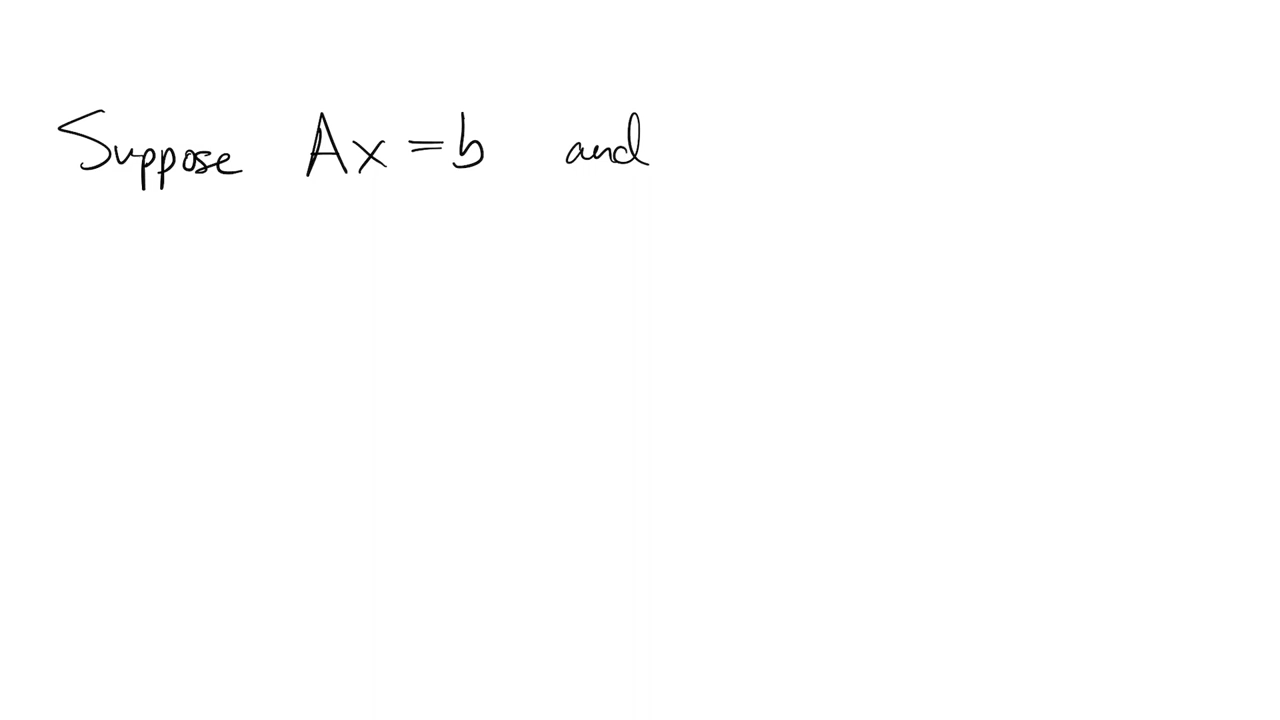 Suppose Ax = b and